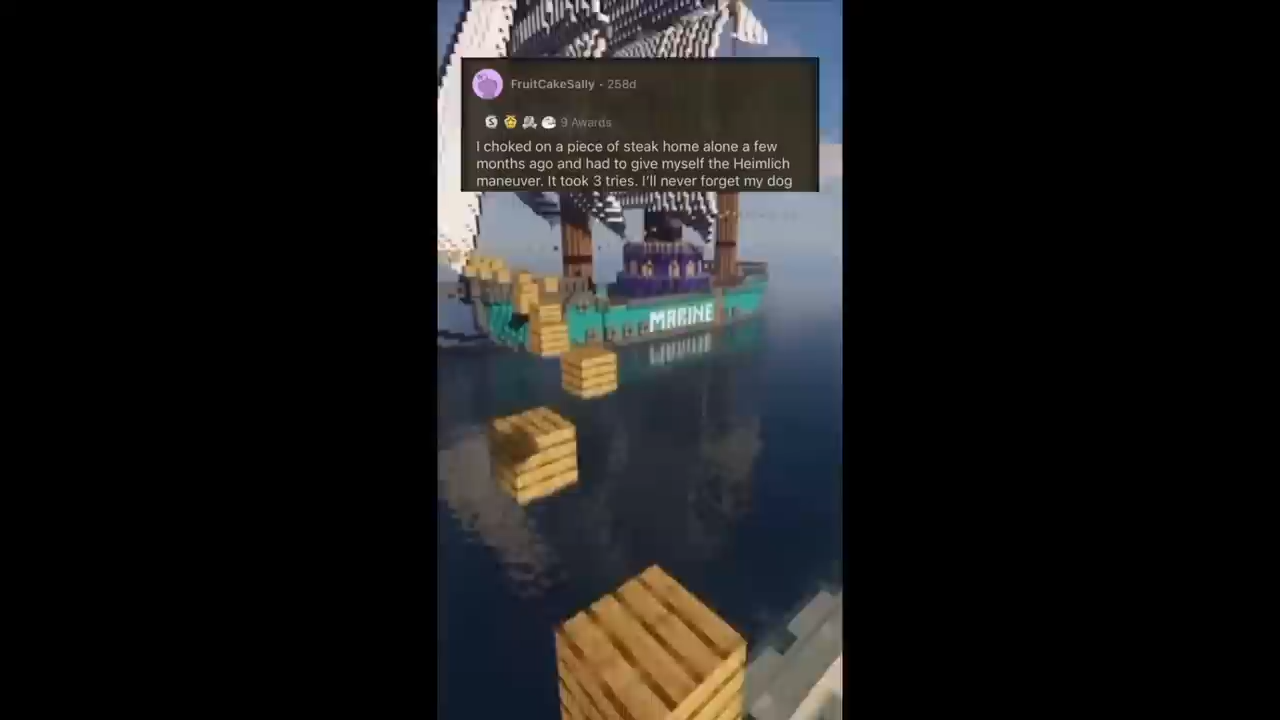 FruitCakeSally · 258d
9 Awards
I choked on a piece of steak home alone a few
months ago and had to give myself the Heimlich
maneuver. It took 3 tries. I'll never forget my dog
MARINE